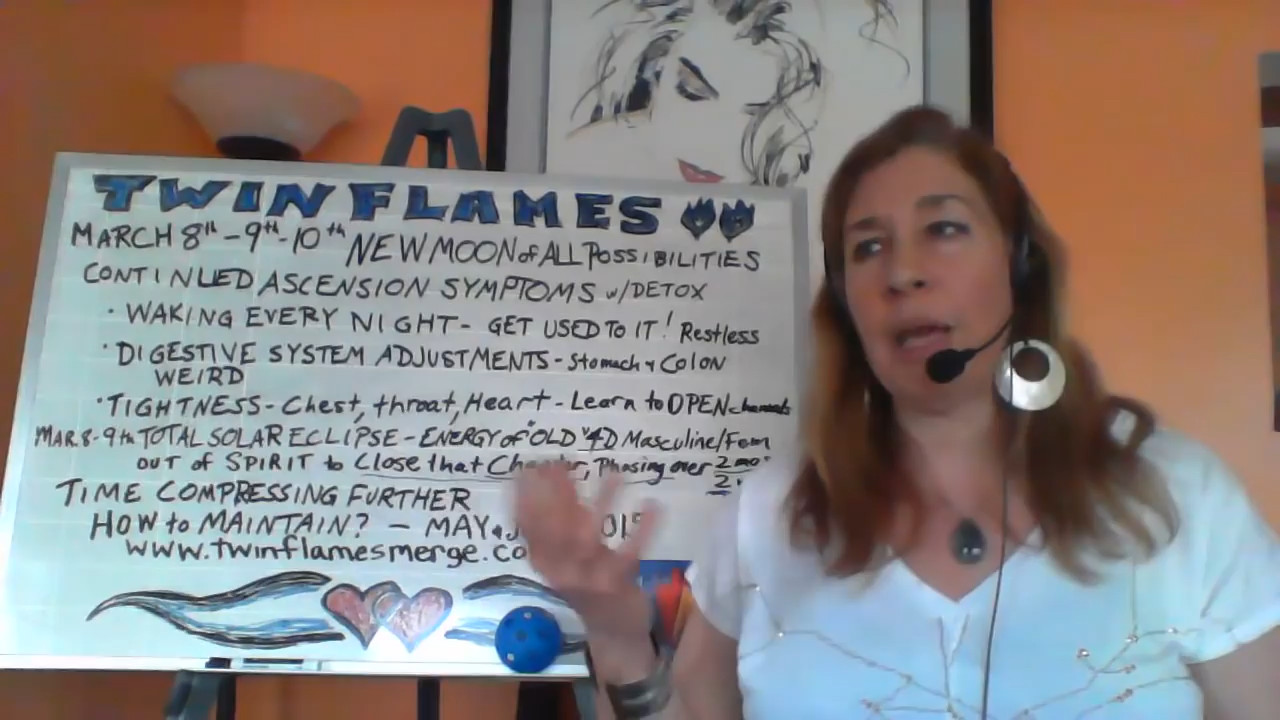 TWIN FLAMES
MARCH 8th-9th-10th NEW MOON of ALL POSSIBILITIES
CONTINUED ASCENSION SYMPTOMS w/DETOX
· WAKING EVERY NIGHT - GET USED TO IT! Restless
· DIGESTIVE SYSTEM ADJUSTMENTS - Stomach & COLON
WEIRD
· TIGHTNESS - Chest, throat, Heart - Learn to OPEN
MAR. 8-9th TOTAL SOLAR ECLIPSE - ENERGY of "OLD" 4D Masculine/Fem
OUT of SPIRIT to Close that Phasing over 2
TIME COMPRESSING FURTHER
HOW to MAINTAIN? - MAY
www.twinflamesmerge.co